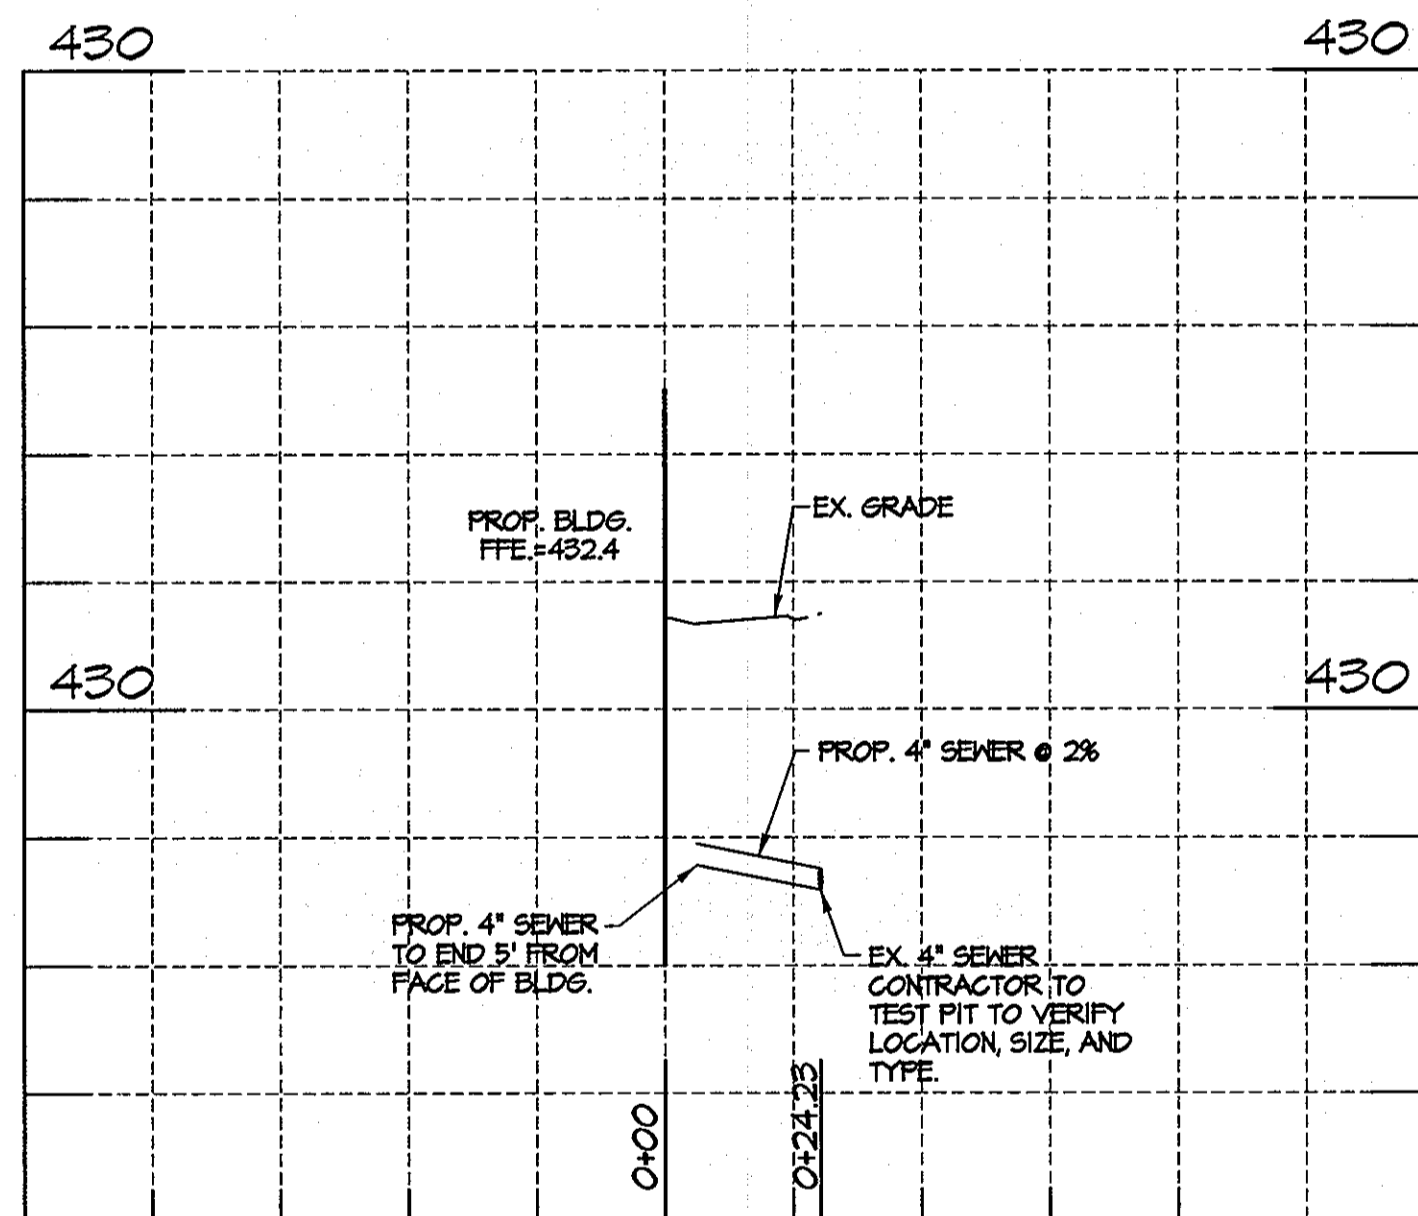 430
430
PROP. BLDG.
FFE.=432.4
EX. GRADE
430
430
PROP. 4" SEWER @ 2%
PROP. 4" SEWER
TO END 5' FROM
FACE OF BLDG.
EX. 4" SEWER
CONTRACTOR TO
TEST PIT TO VERIFY
LOCATION, SIZE, AND
TYPE.
0+00
0+24.23